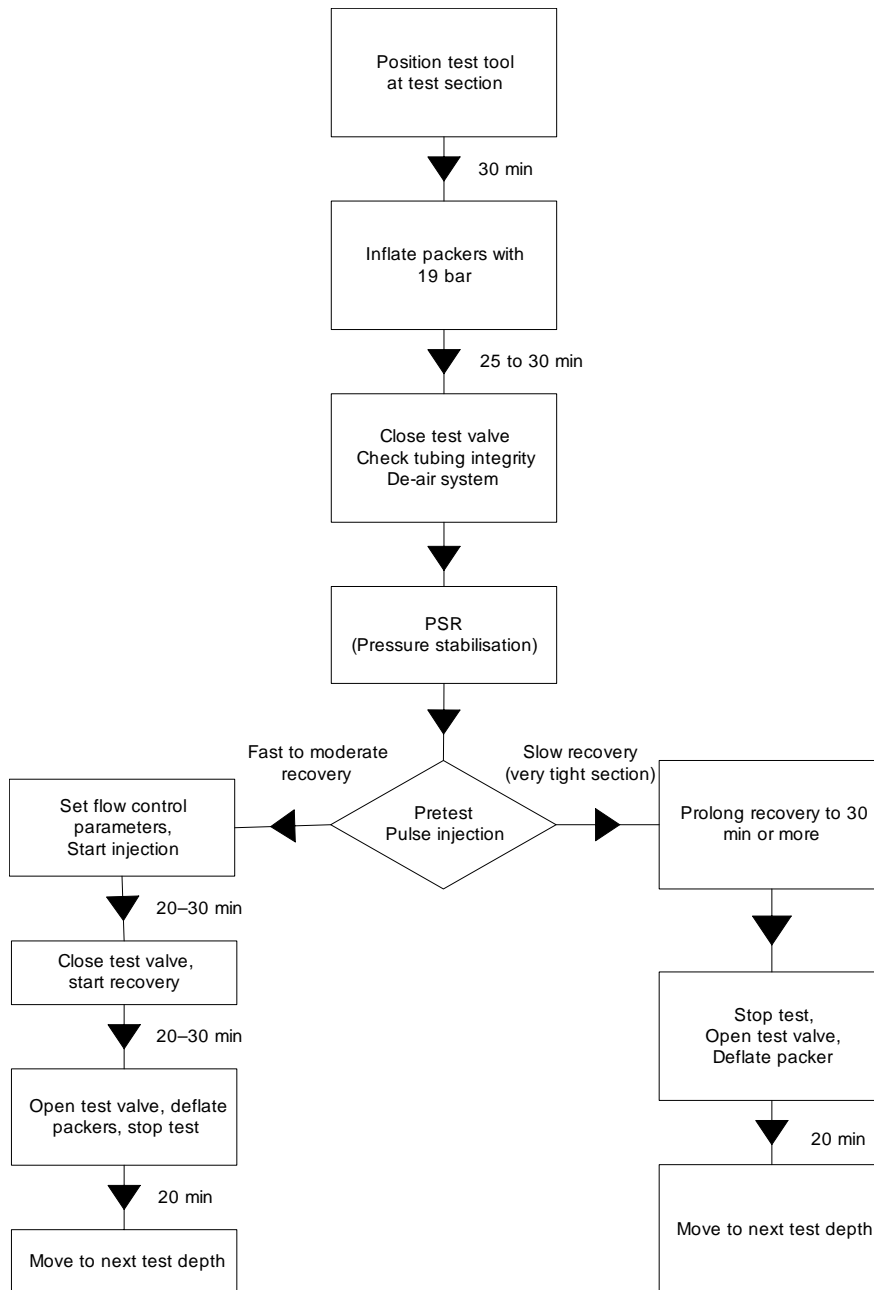 Position test tool
at test section
30 min
Inflate packers with
19 bar
25 to 30 min
Close test valve
Check tubing integrity
De-air system
PSR
(Pressure stabilisation)
Fast to moderate
recovery
Slow recovery
(very tight section)
Pretest
Pulse injection
Set flow control
parameters,
Start injection
20–30 min
Close test valve,
start recovery
20–30 min
Open test valve, deflate
packers, stop test
20 min
Move to next test depth
Prolong recovery to 30
min or more
Stop test,
Open test valve,
Deflate packer
20 min
Move to next test depth